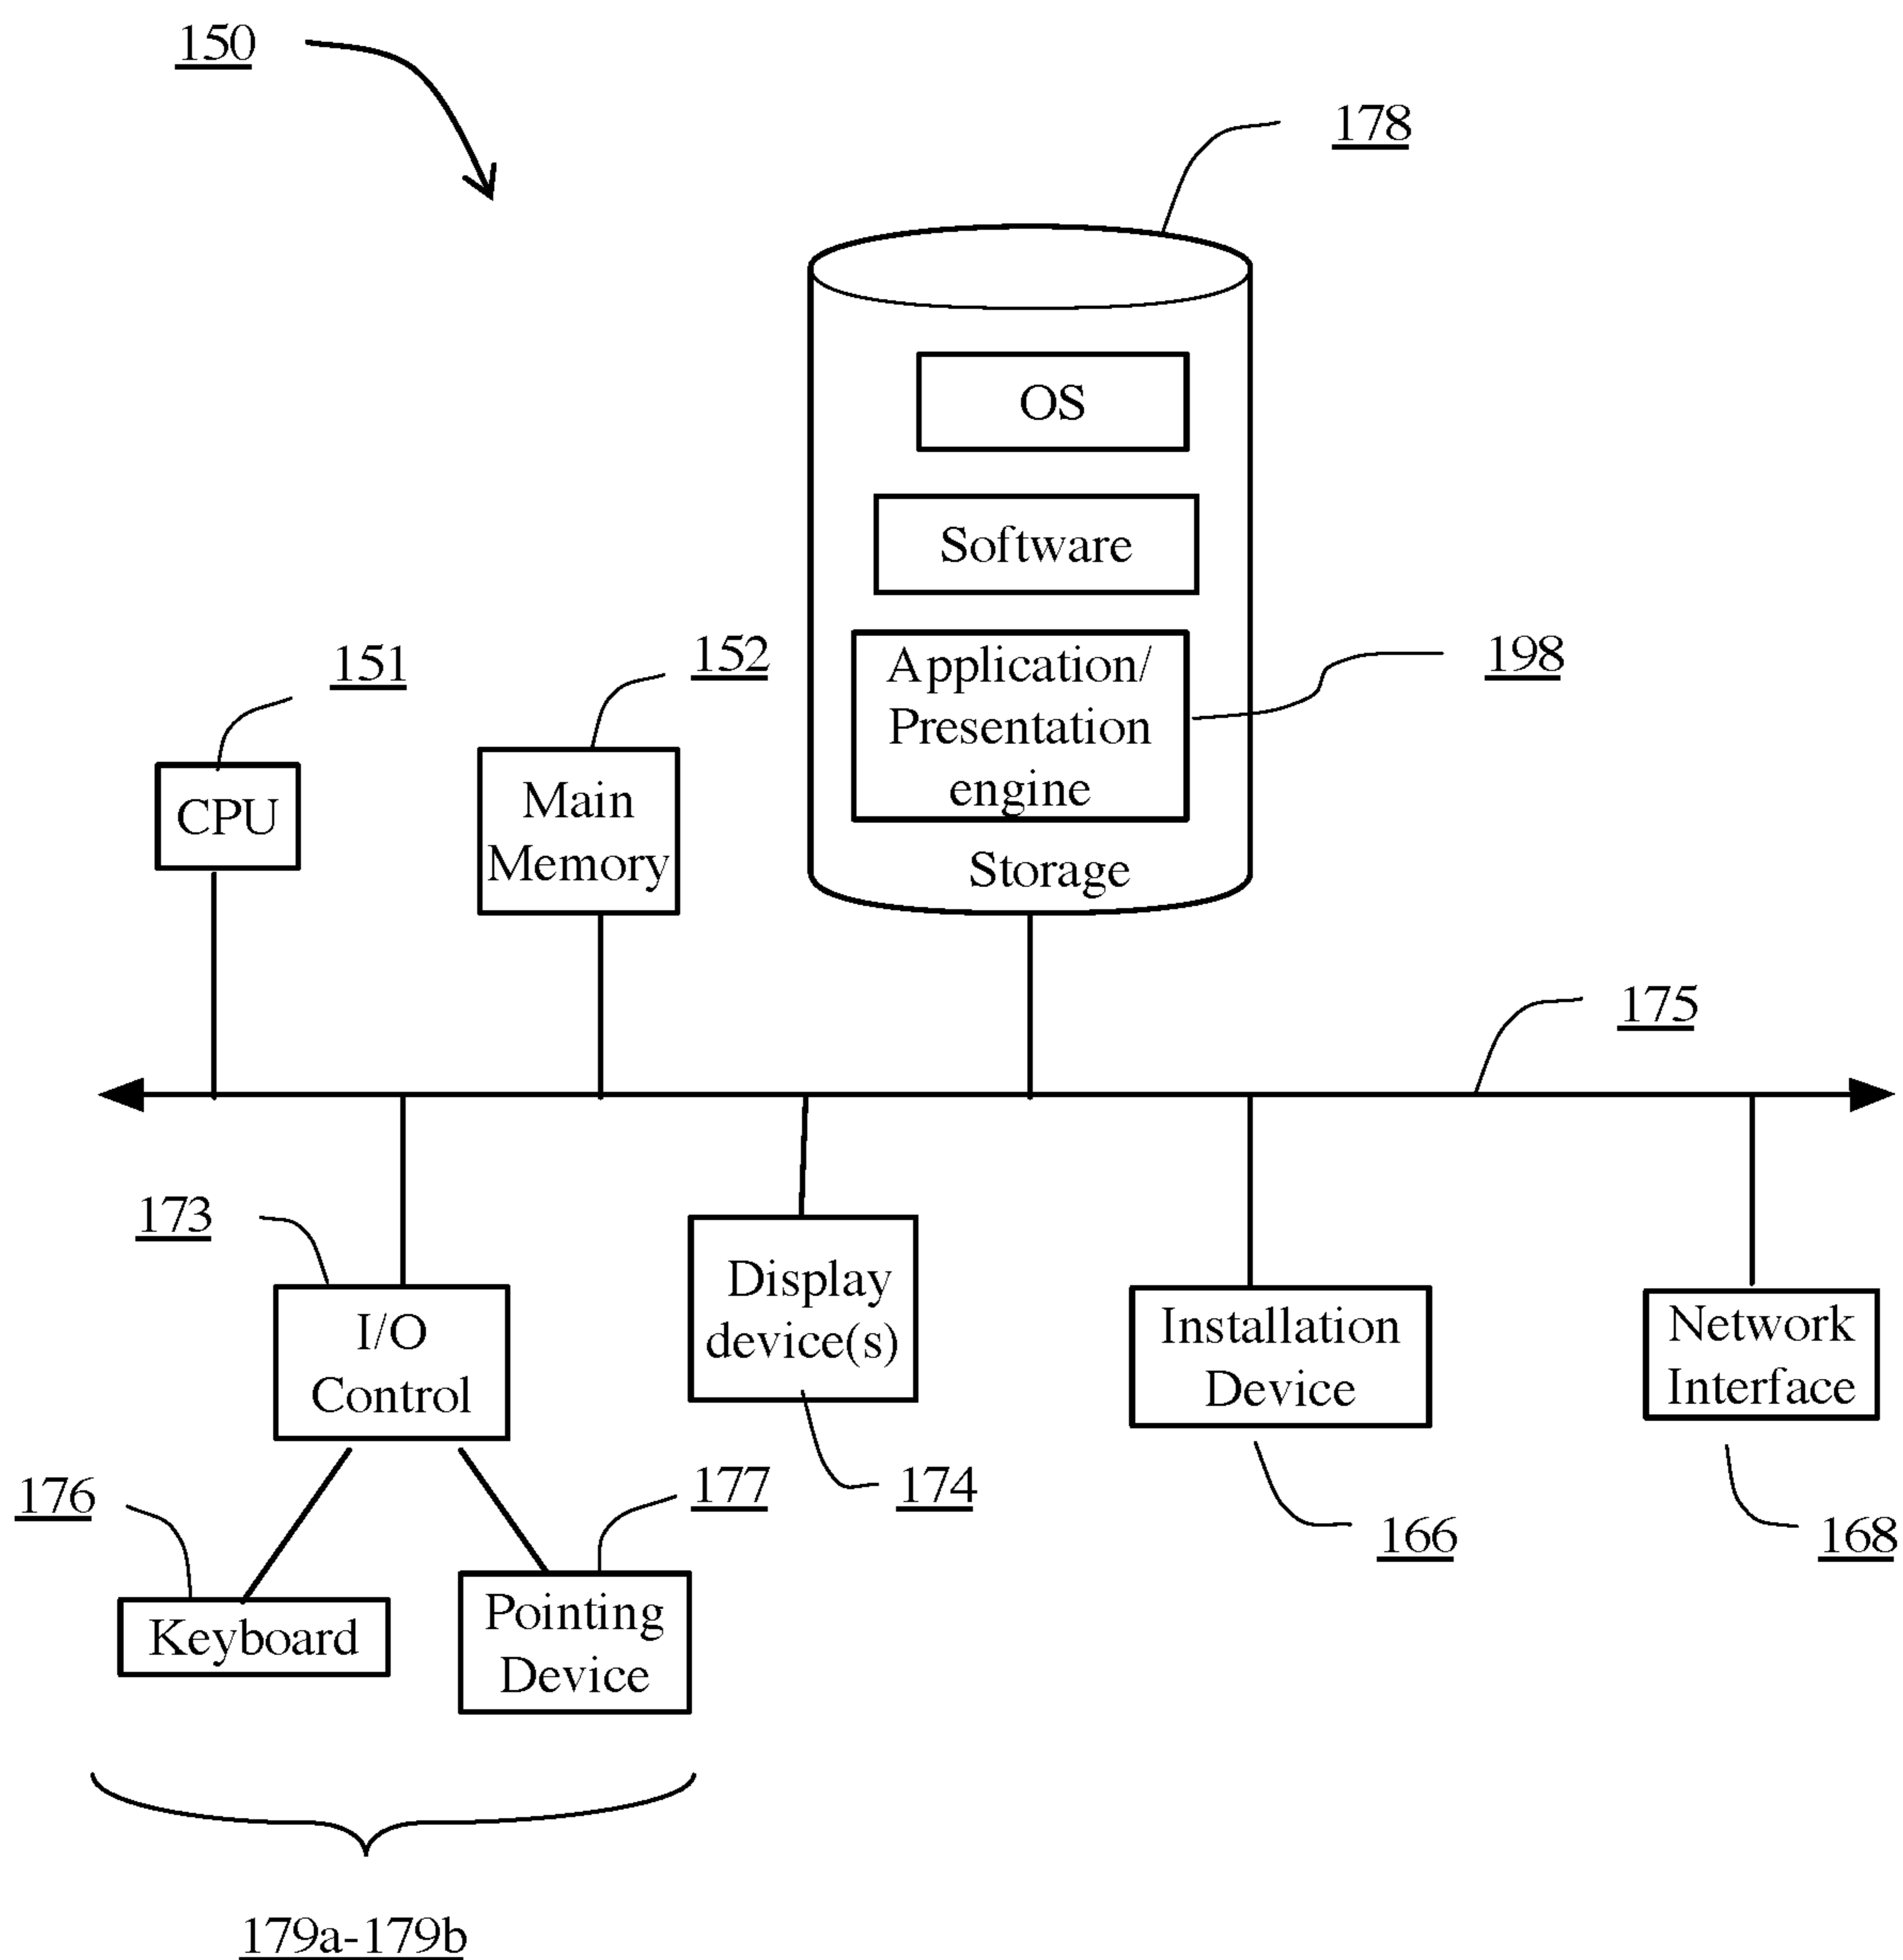 150
178
OS
Software
Application/
Presentation
engine
Storage
198
151
CPU
152
Main
Memory
175
173
I/O
Control
Display
device(s)
174
Installation
Device
166
Network
Interface
168
176
Keyboard
177
Pointing
Device
179a-179b